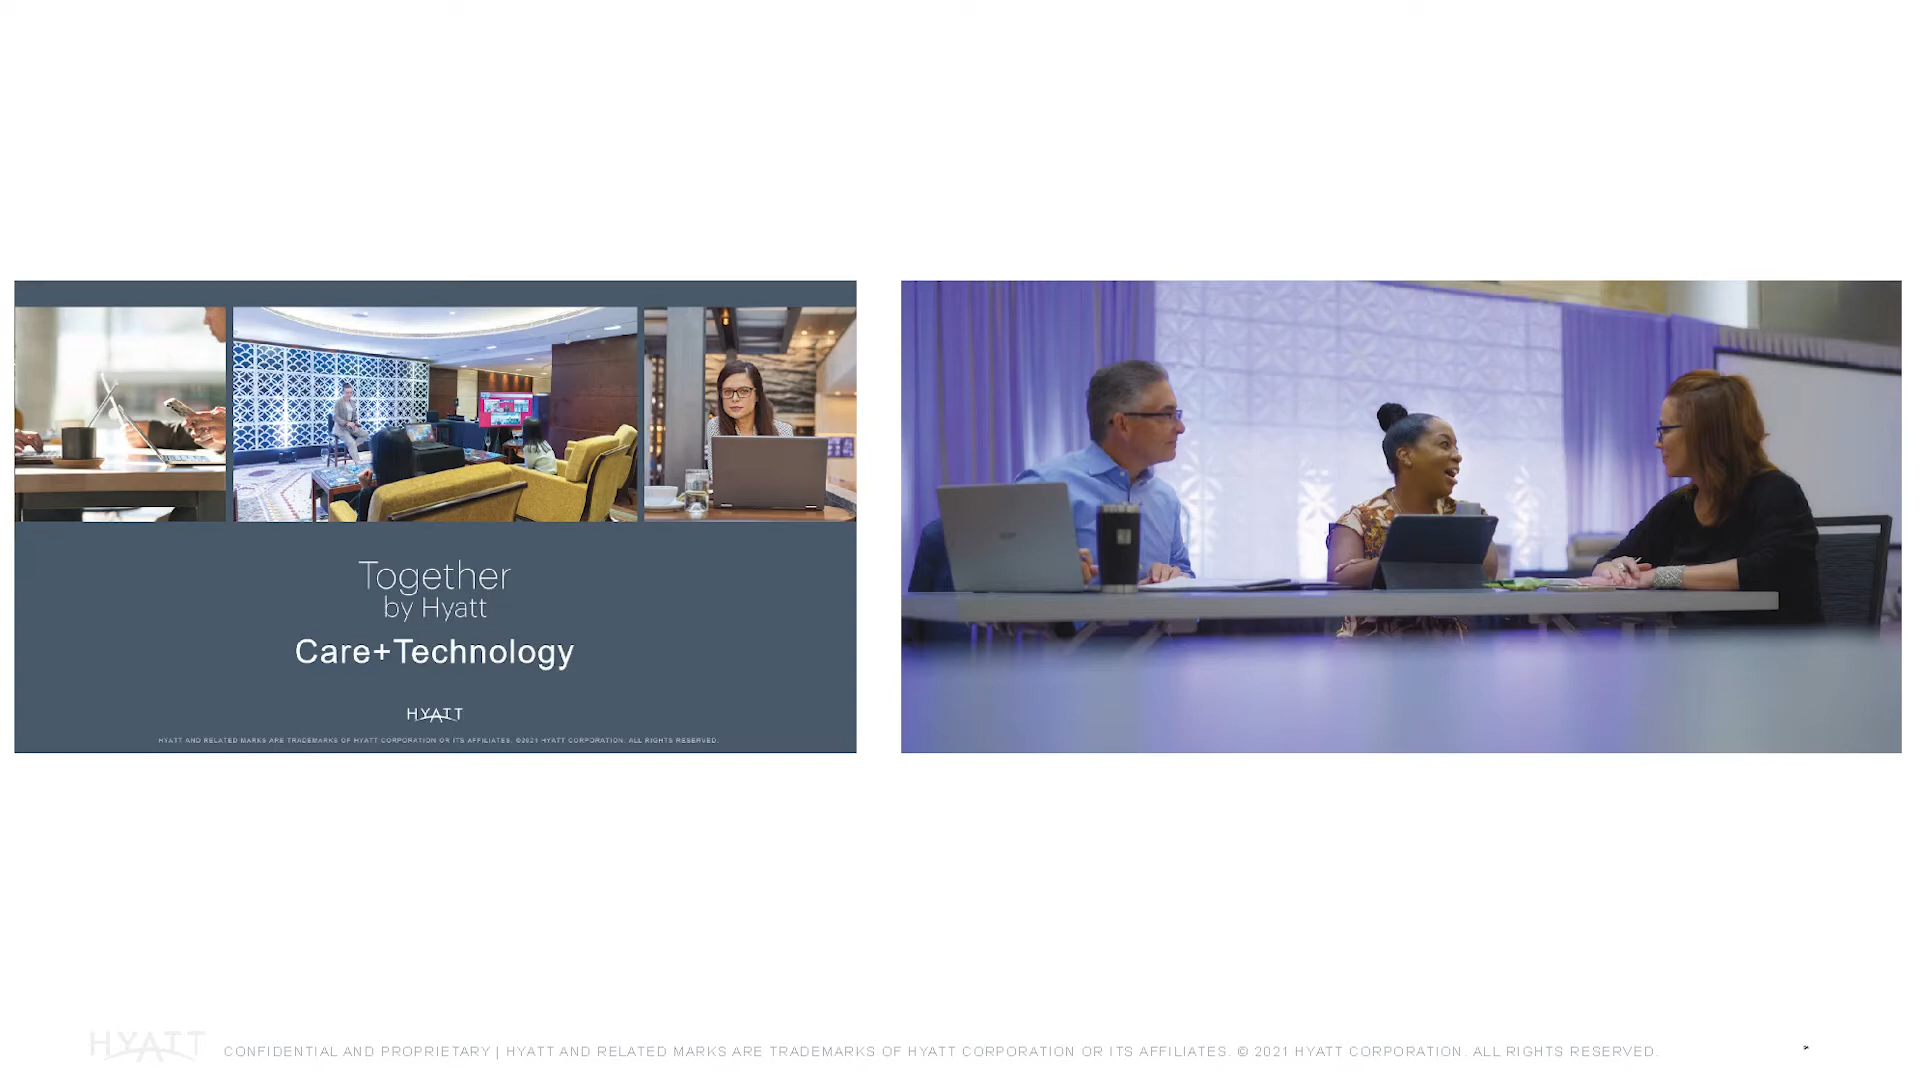 Together
by Hyatt
Care+Technology
HYATT
HYATT AND RELATED MARKS ARE TRADEMARKS OF HYATT CORPORATION OR ITS AFFILIATES. ©2021 HYATT CORPORATION. ALL RIGHTS RESERVED.
HYATT CONFIDENTIAL AND PROPRIETARY | HYATT AND RELATED MARKS ARE TRADEMARKS OF HYATT CORPORATION OR ITS AFFILIATES. © 2021 HYATT CORPORATION. ALL RIGHTS RESERVED.